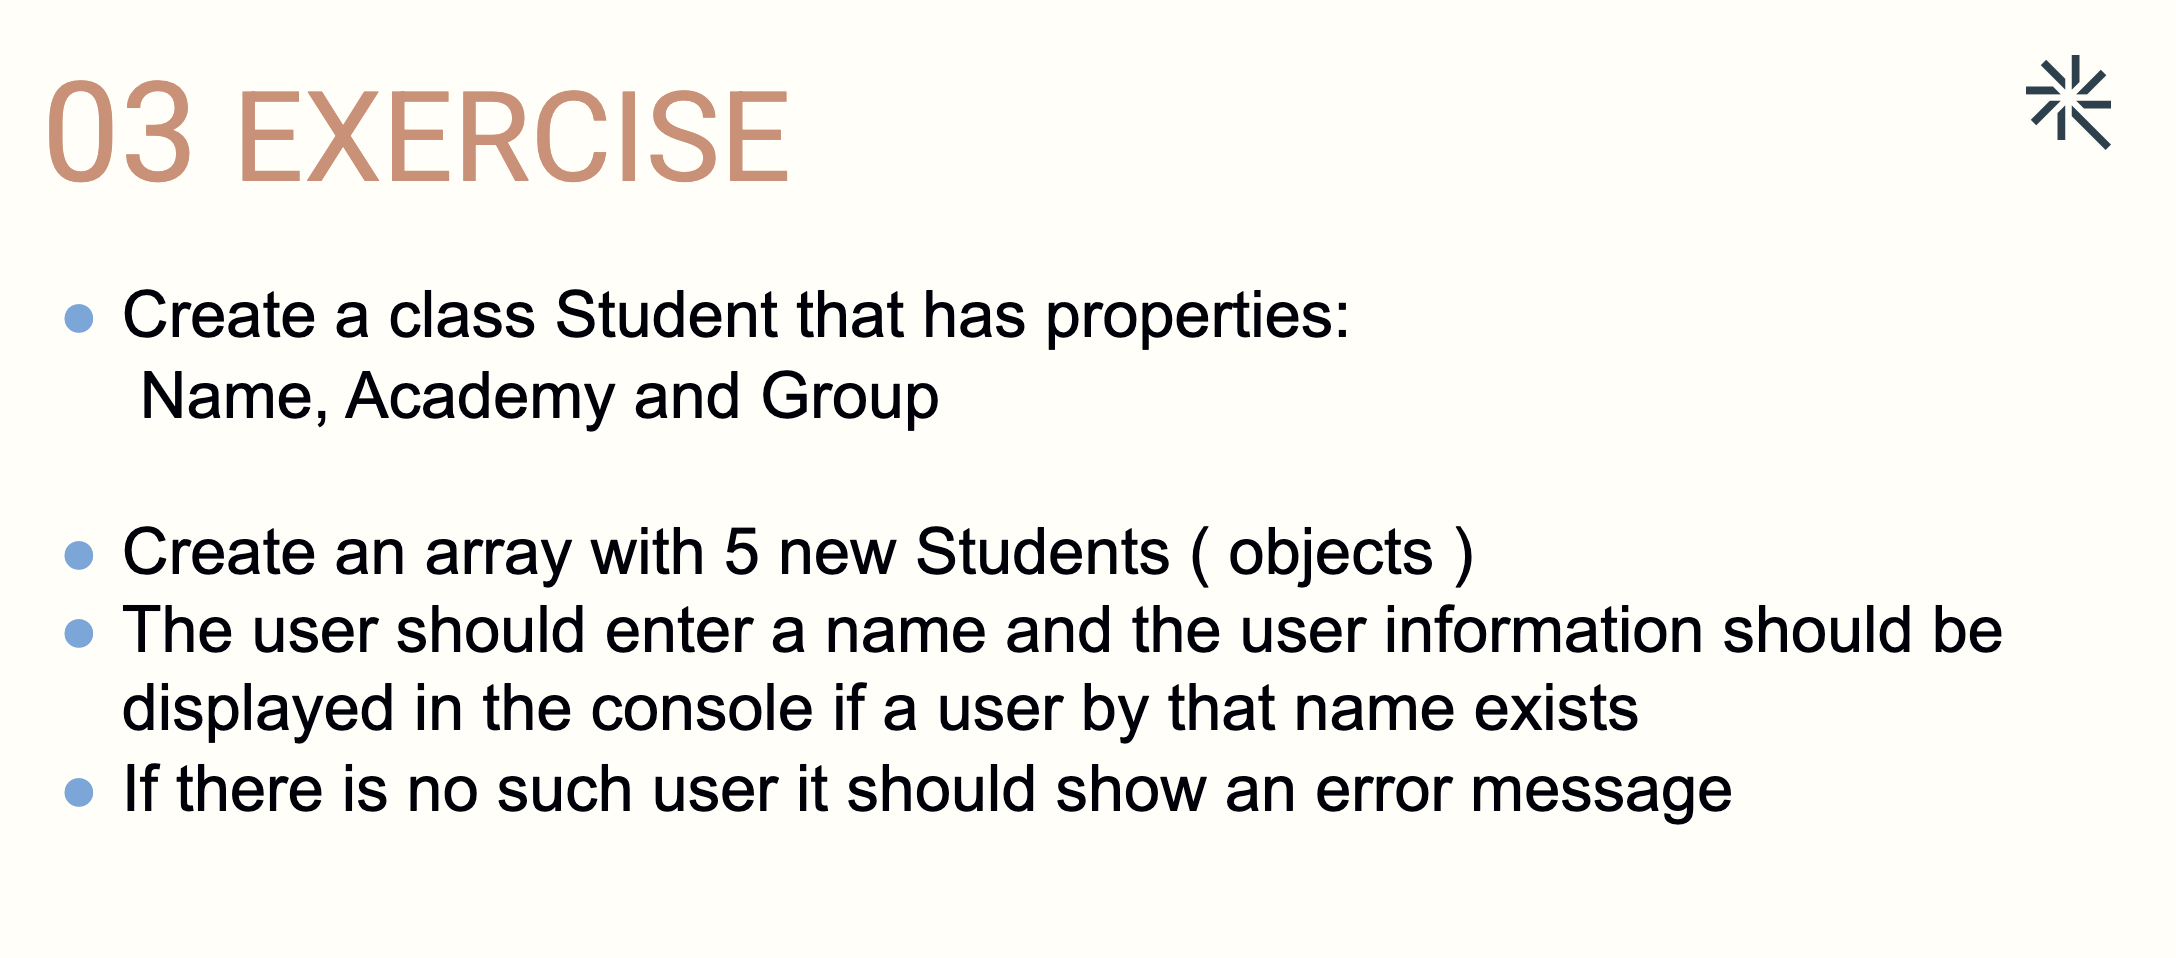 03 EXERCISE
Create a class Student that has properties:
Name, Academy and Group
Create an array with 5 new Students ( objects )
The user should enter a name and the user information should be
displayed in the console if a user by that name exists
If there is no such user it should show an error message